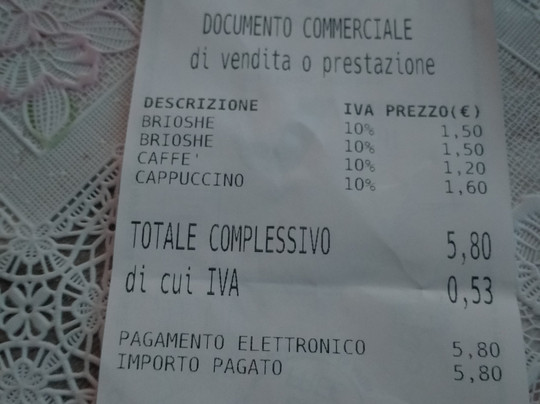 DOCUMENTO COMMERCIALE
di vendita o prestazione
DESCRIZIONE IVA PREZZO(€)
BRIOSHE 10% 1,50
BRIOSHE 10% 1,50
CAFFE' 10% 1,20
CAPPUCCINO 10% 1,60
TOTALE COMPLESSIVO 5,80
di cui IVA 0,53
PAGAMENTO ELETTRONICO 5,80
IMPORTO PAGATO 5,80